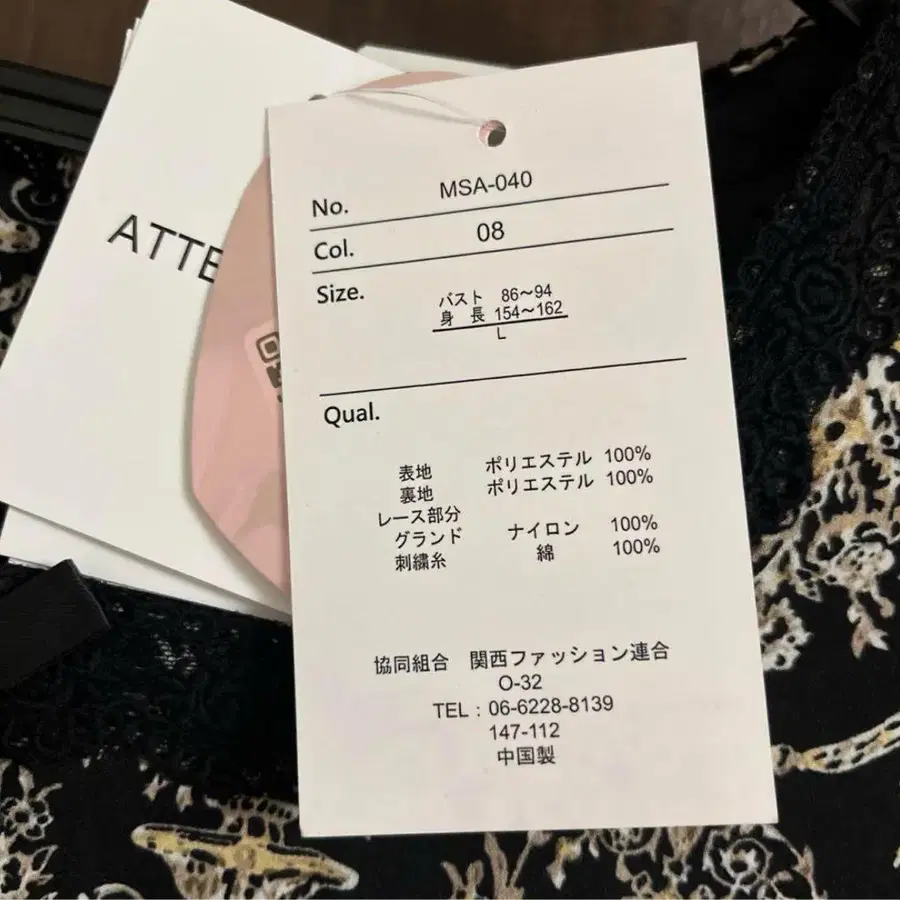 ATTE
No. MSA-040
Col. 08
Size.
バスト 86～94
身 長 154～162
L
Qual.
表地 ポリエステル 100%
裏地 ポリエステル 100%
レース部分
グランド ナイロン 100%
刺繍糸 綿 100%
協同組合 関西ファッション連合
O-32
TEL：06-6228-8139
147-112
中国製